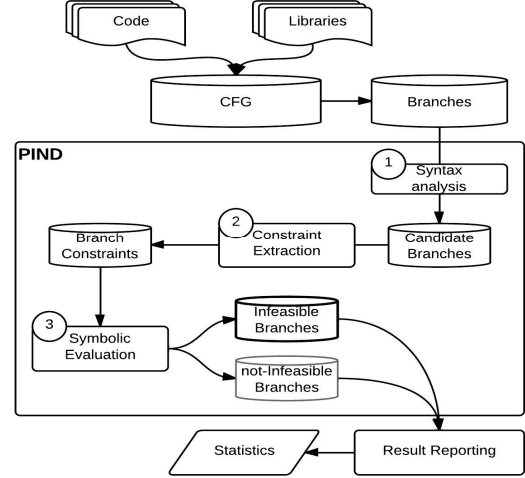 Code
Libraries
CFG
Branches
PIND
1
Syntax
analysis
2
Constraint
Extraction
Branch
Constraints
Candidate
Branches
3
Symbolic
Evaluation
Infeasible
Branches
not-Infeasible
Branches
Statistics
Result Reporting